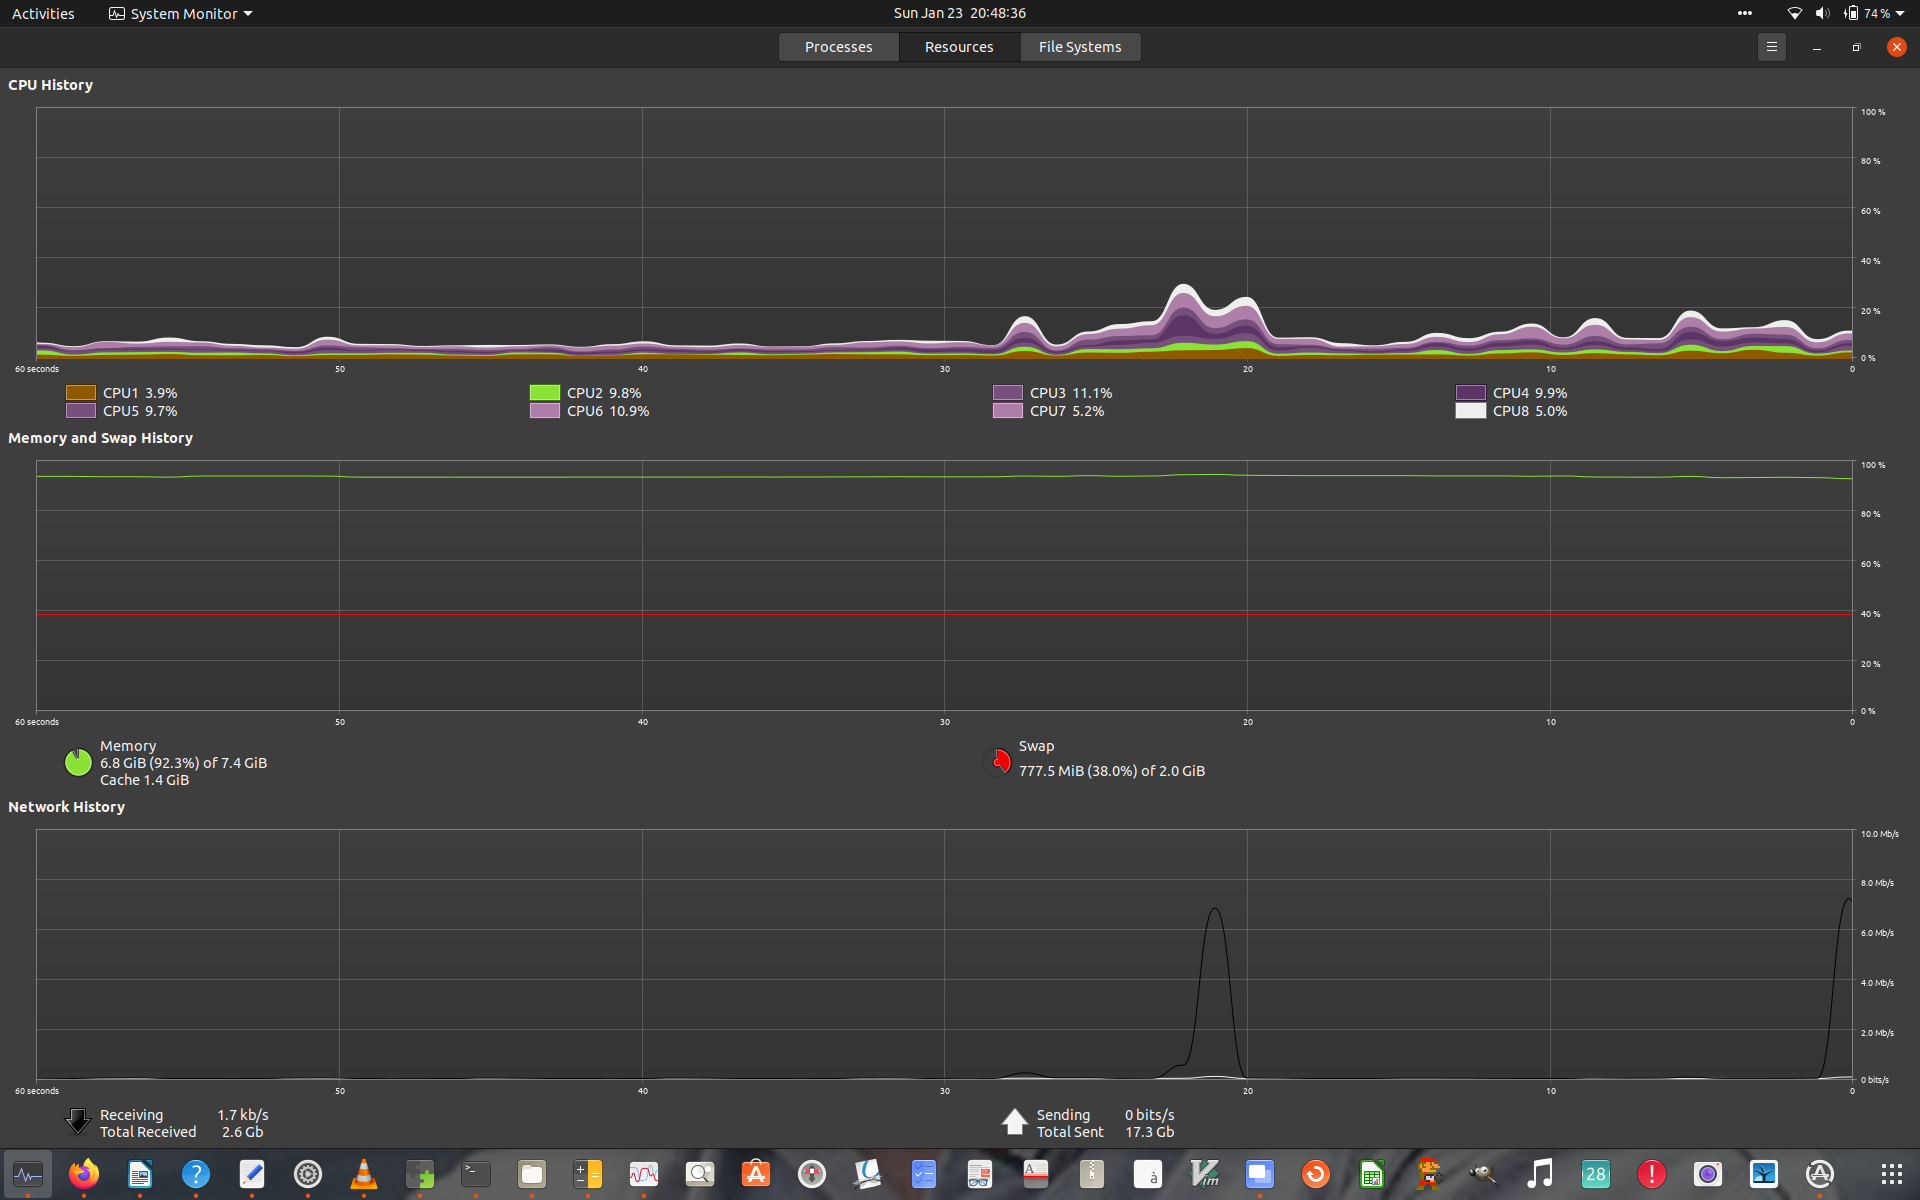 Activities System Monitor Sun Jan 23 20:48:36 74 %
Processes Resources File Systems
CPU History
100 %
80 %
60 %
40 %
20 %
0 %
60 seconds 50 40 30 20 10 0
CPU1 3.9% CPU2 9.8% CPU3 11.1% CPU4 9.9%
CPU5 9.7% CPU6 10.9% CPU7 5.2% CPU8 5.0%
Memory and Swap History
100 %
80 %
60 %
40 %
20 %
0 %
60 seconds 50 40 30 20 10 0
Memory
6.8 GiB (92.3%) of 7.4 GiB
Cache 1.4 GiB
Swap
777.5 MiB (38.0%) of 2.0 GiB
Network History
10.0 Mb/s
8.0 Mb/s
6.0 Mb/s
4.0 Mb/s
2.0 Mb/s
0 bits/s
60 seconds 50 40 30 20 10 0
Receiving 1.7 kb/s
Total Received 2.6 Gb
Sending 0 bits/s
Total Sent 17.3 Gb
? >_ A à Vim 28 !